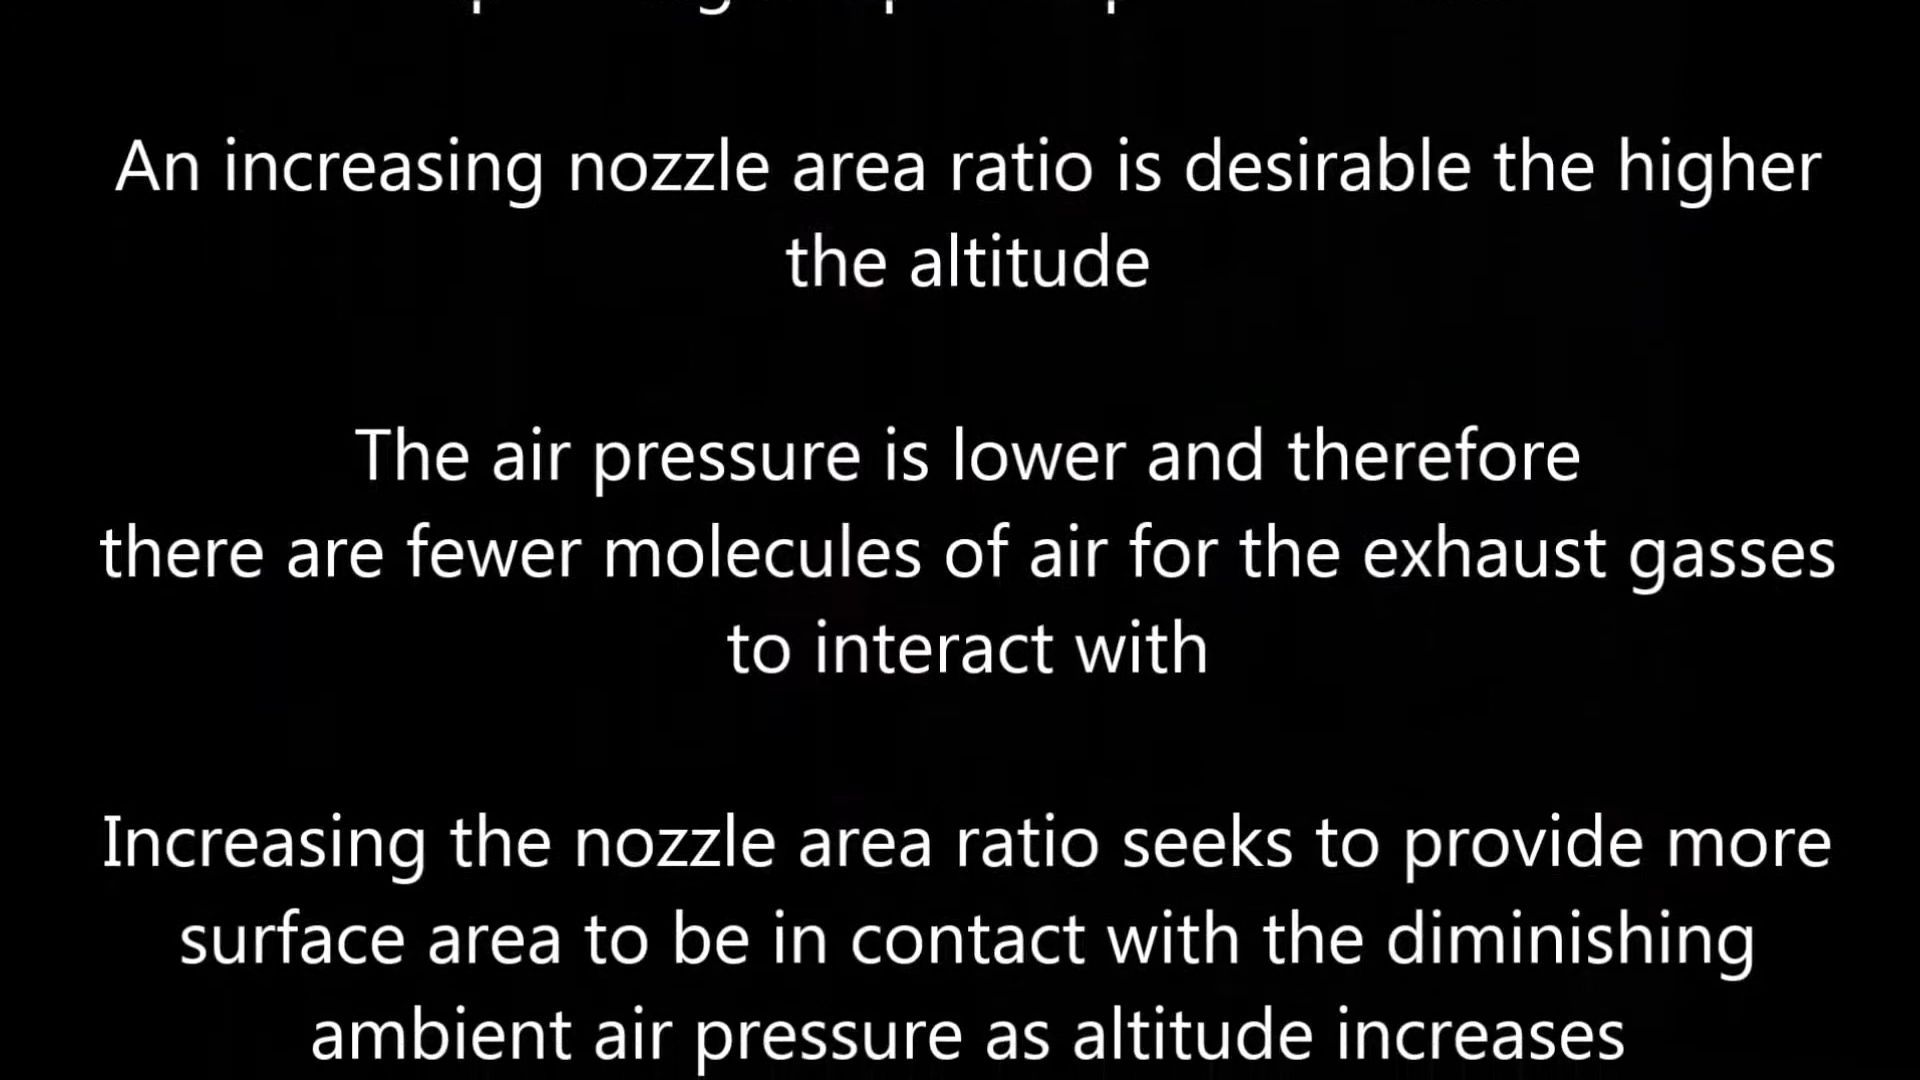 An increasing nozzle area ratio is desirable the higher
the altitude
The air pressure is lower and therefore
there are fewer molecules of air for the exhaust gasses
to interact with
Increasing the nozzle area ratio seeks to provide more
surface area to be in contact with the diminishing
ambient air pressure as altitude increases